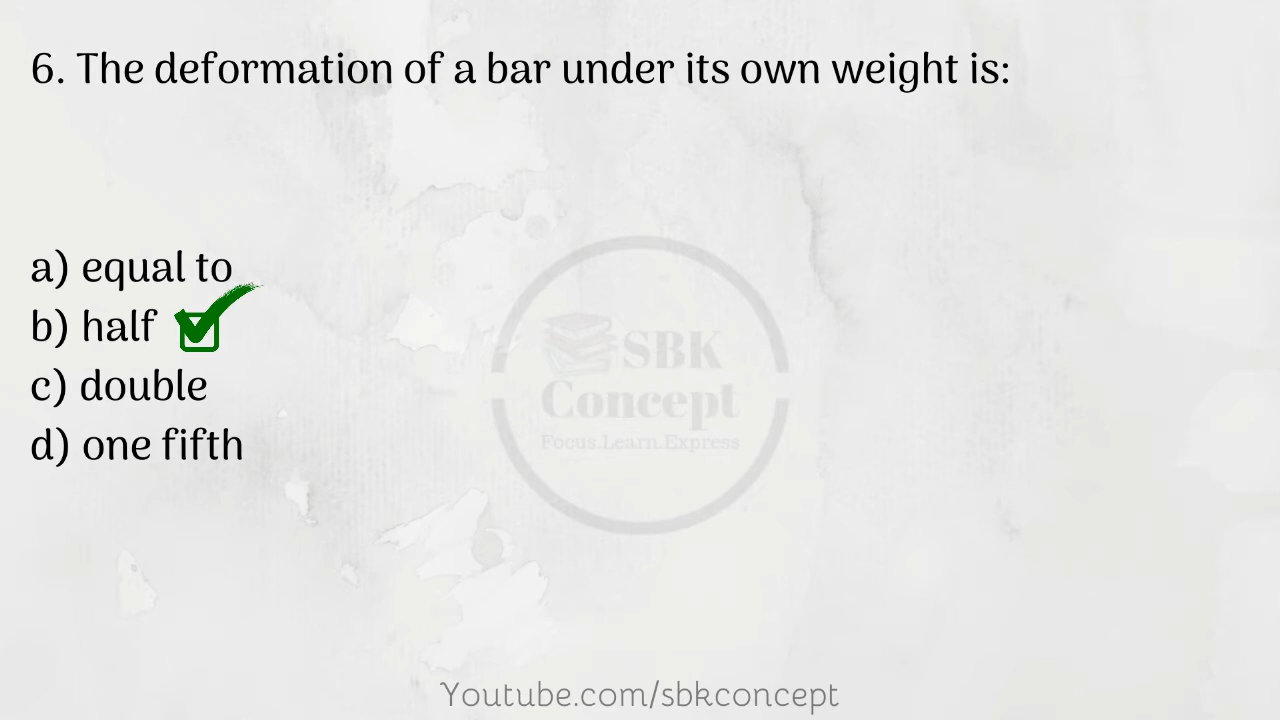 6. The deformation of a bar under its own weight is:
a) equal to
b) half
c) double
d) one fifth
SBK
Concept
Focus.Learn.Express
Youtube.com/sbkconcept